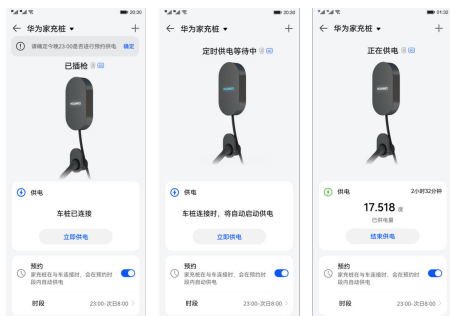 20:30
华为家充桩
请确定今晚23:00是否进行预约供电 确定
已插枪
HUAWEI
供电
车桩已连接
立即供电
预约
家充桩在与车连接时，会在预约时
段内自动供电
时段 23:00-次日8:00
20:30
华为家充桩
定时供电等待中
HUAWEI
供电
车桩连接时，将自动启动供电
立即供电
预约
家充桩在与车连接时，会在预约时
段内自动供电
时段 23:00-次日8:00
01:32
华为家充桩
正在供电
HUAWEI
供电 2小时32分钟
17.518 度
已供电量
结束供电
预约
家充桩在与车连接时，会在预约时
段内自动供电
时段 23:00-次日8:00